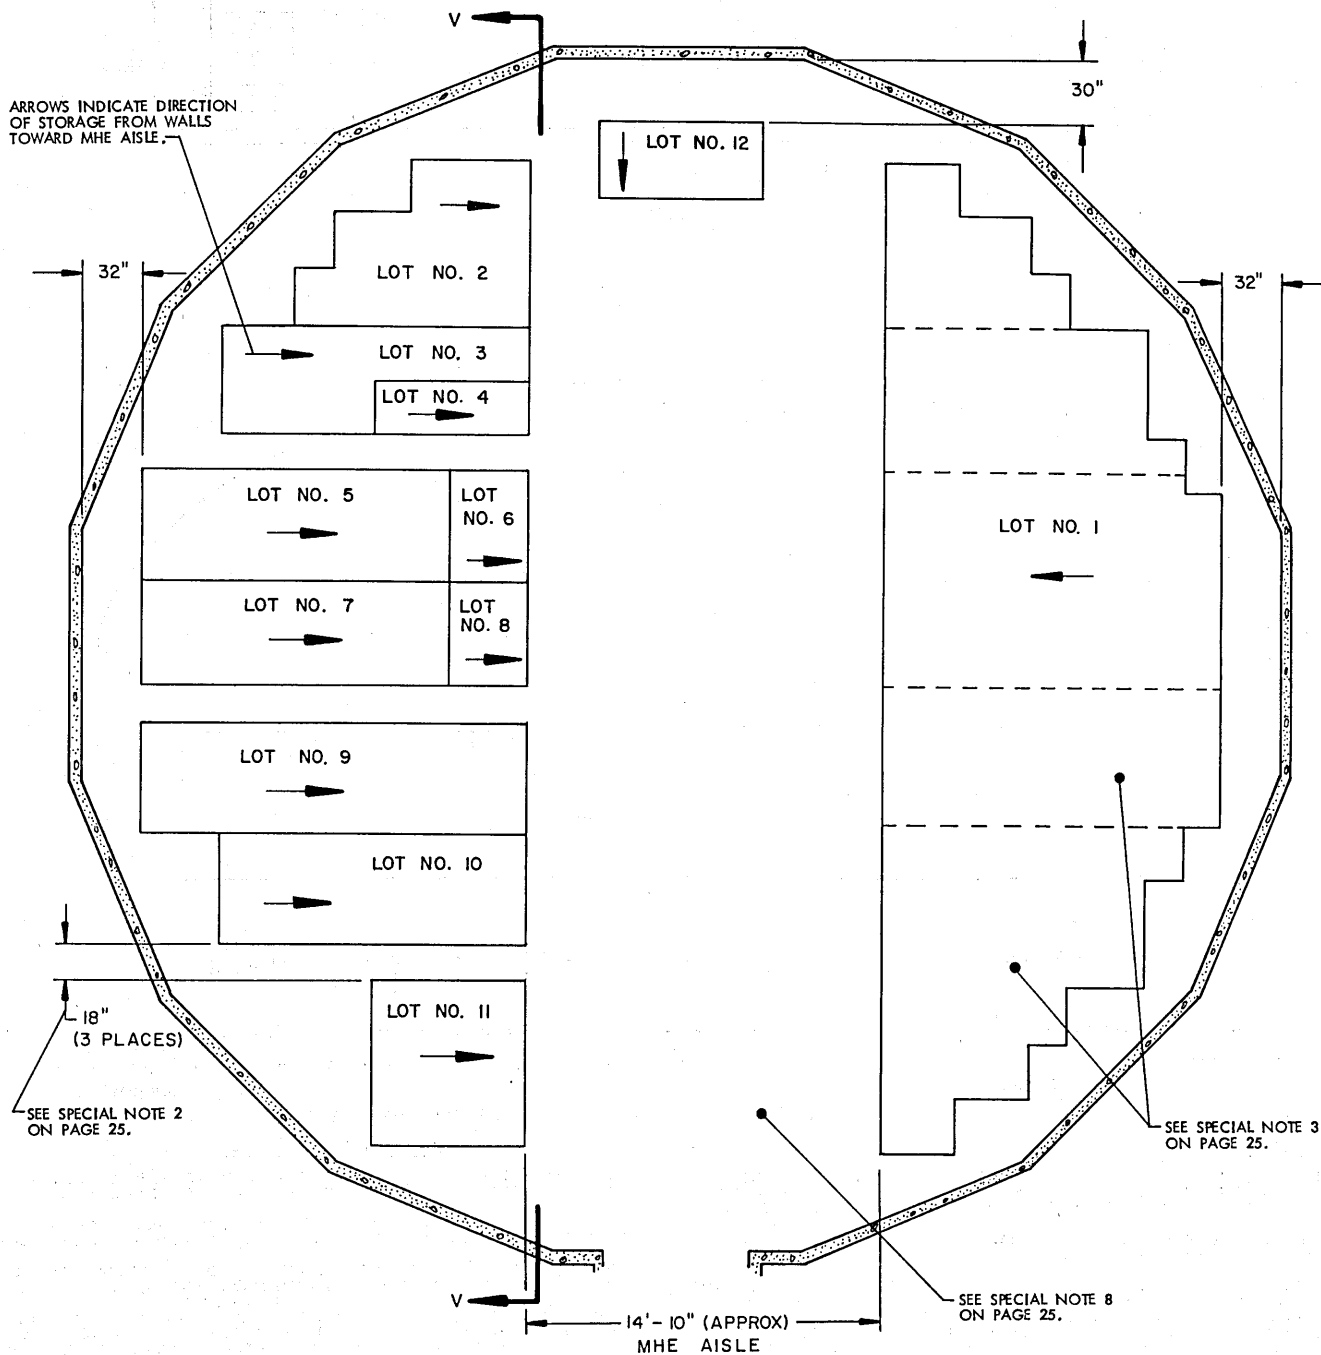 V
ARROWS INDICATE DIRECTION
OF STORAGE FROM WALLS
TOWARD MHE AISLE.
30"
LOT NO. 12
LOT NO. 2
32"
32"
LOT NO. 3
LOT NO. 4
LOT NO. 5
LOT
NO. 6
LOT NO. 1
LOT NO. 7
LOT
NO. 8
LOT NO. 9
LOT NO. 10
LOT NO. 11
18"
(3 PLACES)
SEE SPECIAL NOTE 2
ON PAGE 25.
SEE SPECIAL NOTE 3
ON PAGE 25.
V
SEE SPECIAL NOTE 8
ON PAGE 25.
14'-10" (APPROX)
MHE AISLE